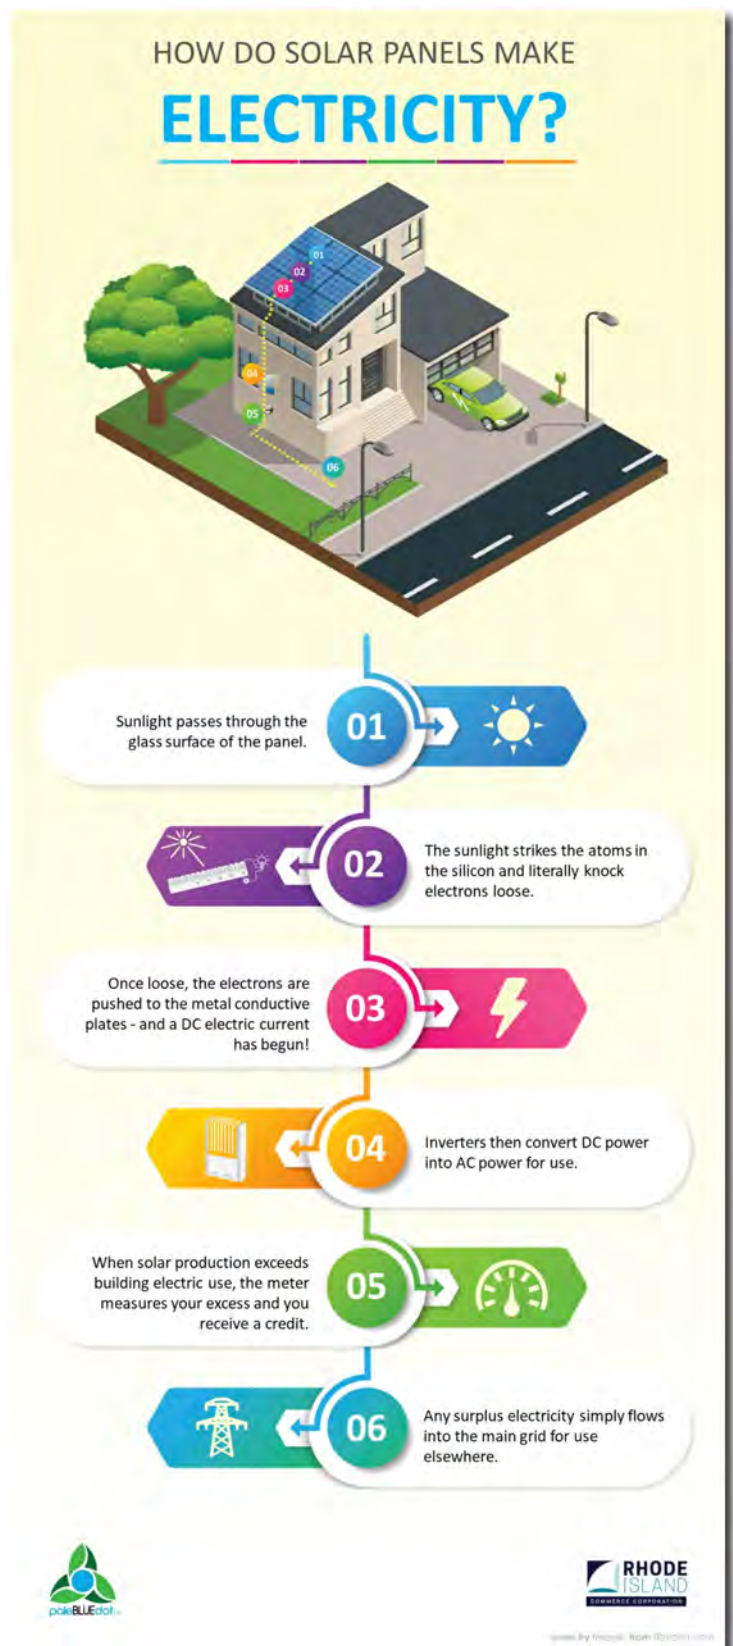 HOW DO SOLAR PANELS MAKE
ELECTRICITY?
01
02
03
04
05
06
Sunlight passes through the
glass surface of the panel.
01
02
The sunlight strikes the atoms in
the silicon and literally knock
electrons loose.
Once loose, the electrons are
pushed to the metal conductive
plates - and a DC electric current
has begun!
03
04
Inverters then convert DC power
into AC power for use.
When solar production exceeds
building electric use, the meter
measures your excess and you
receive a credit.
05
06
Any surplus electricity simply flows
into the main grid for use
elsewhere.
paleBLUEdot
RHODE
ISLAND
COMMERCE CORPORATION